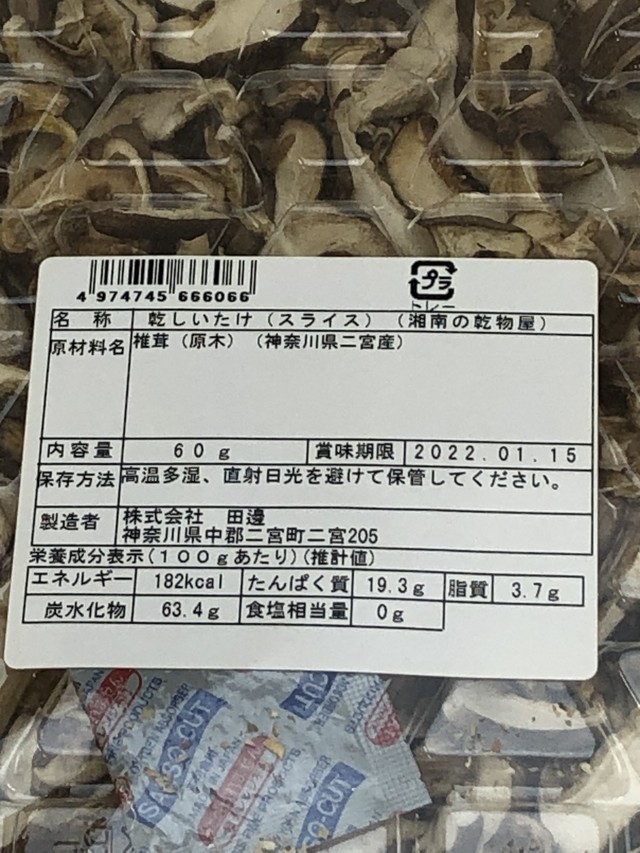 4 974745 666066
プラ
トレー
名 称 乾しいたけ（スライス）（湘南の乾物屋）
原材料名 椎茸（原木）（神奈川県二宮産）
内容量 60g 賞味期限 2022.01.15
保存方法 高温多湿、直射日光を避けて保管してください。
製造者 株式会社 田邊
神奈川県中郡二宮町二宮205
栄養成分表示(100gあたり)(推計値)
エネルギー 182kcal たんぱく質 19.3g 脂質 3.7g
炭水化物 63.4g 食塩相当量 0g